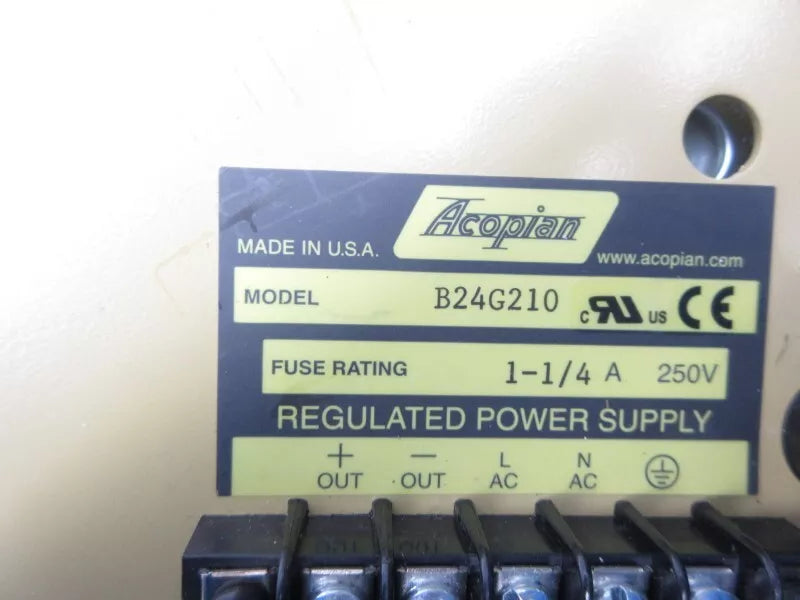 Acopian
MADE IN U.S.A. www.acopian.com
MODEL B24G210 c RU US CE
FUSE RATING 1-1/4 A 250V
REGULATED POWER SUPPLY
+ − L N
OUT OUT AC AC